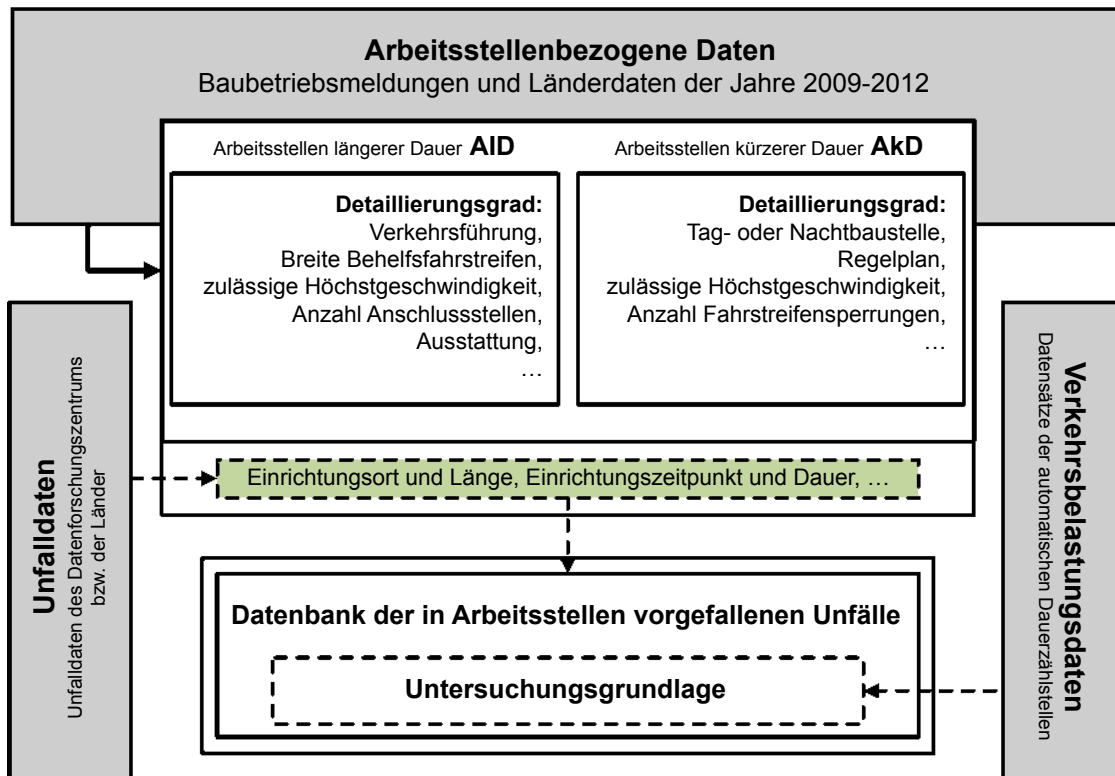 Arbeitsstellenbezogene Daten
Baubetriebsmeldungen und Länderdaten der Jahre 2009-2012
Arbeitsstellen längerer Dauer AlD
Detaillierungsgrad:
Verkehrsführung,
Breite Behelfsfahrstreifen,
zulässige Höchstgeschwindigkeit,
Anzahl Anschlussstellen,
Ausstattung,
…
Arbeitsstellen kürzerer Dauer AkD
Detaillierungsgrad:
Tag- oder Nachtbaustelle,
Regelplan,
zulässige Höchstgeschwindigkeit,
Anzahl Fahrstreifensperrungen,
…
Unfalldaten
Unfalldaten des Datenforschungszentrums
bzw. der Länder
Einrichtungsort und Länge, Einrichtungszeitpunkt und Dauer, …
Verkehrsbelastungsdaten
Datensätze der automatischen Dauerzählstellen
Datenbank der in Arbeitsstellen vorgefallenen Unfälle
Untersuchungsgrundlage